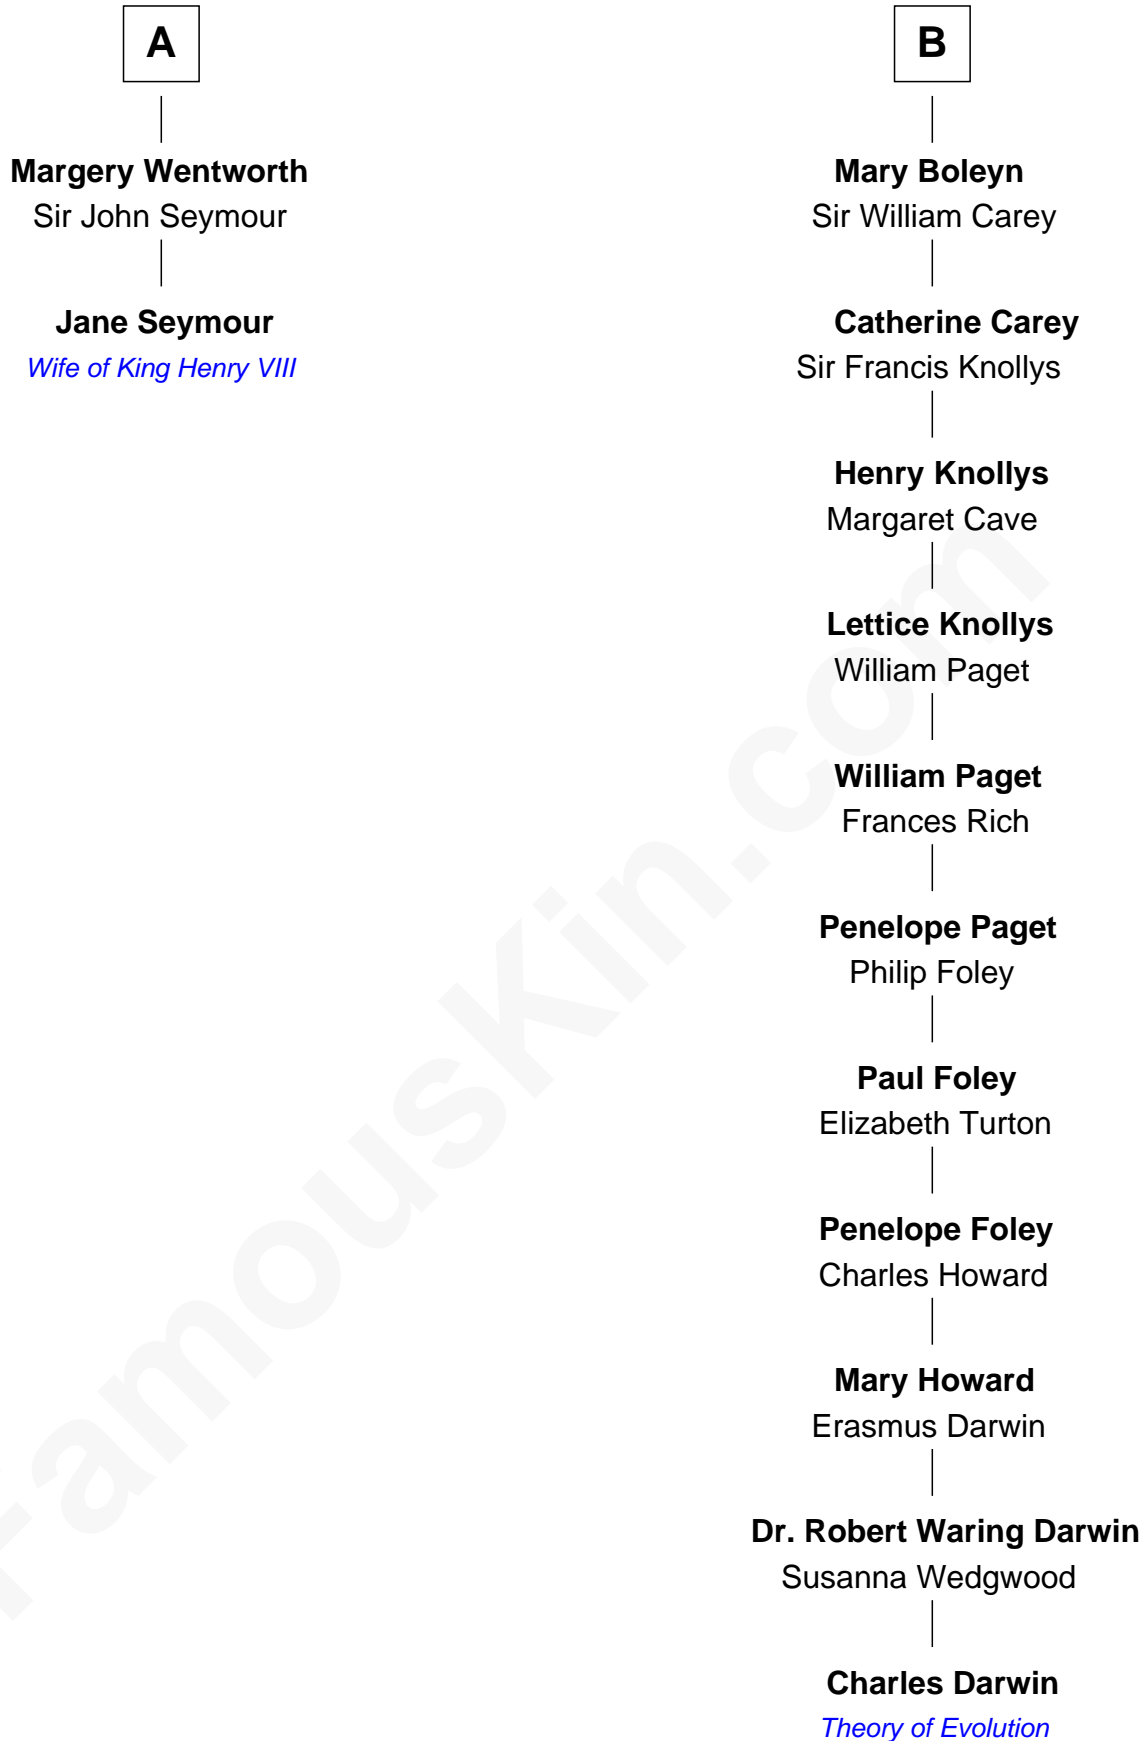 A
Margery Wentworth
Sir John Seymour
Jane Seymour
Wife of King Henry VIII
B
Mary Boleyn
Sir William Carey
Catherine Carey
Sir Francis Knollys
Henry Knollys
Margaret Cave
Lettice Knollys
William Paget
William Paget
Frances Rich
Penelope Paget
Philip Foley
Paul Foley
Elizabeth Turton
Penelope Foley
Charles Howard
Mary Howard
Erasmus Darwin
Dr. Robert Waring Darwin
Susanna Wedgwood
Charles Darwin
Theory of Evolution
FamousKin.com